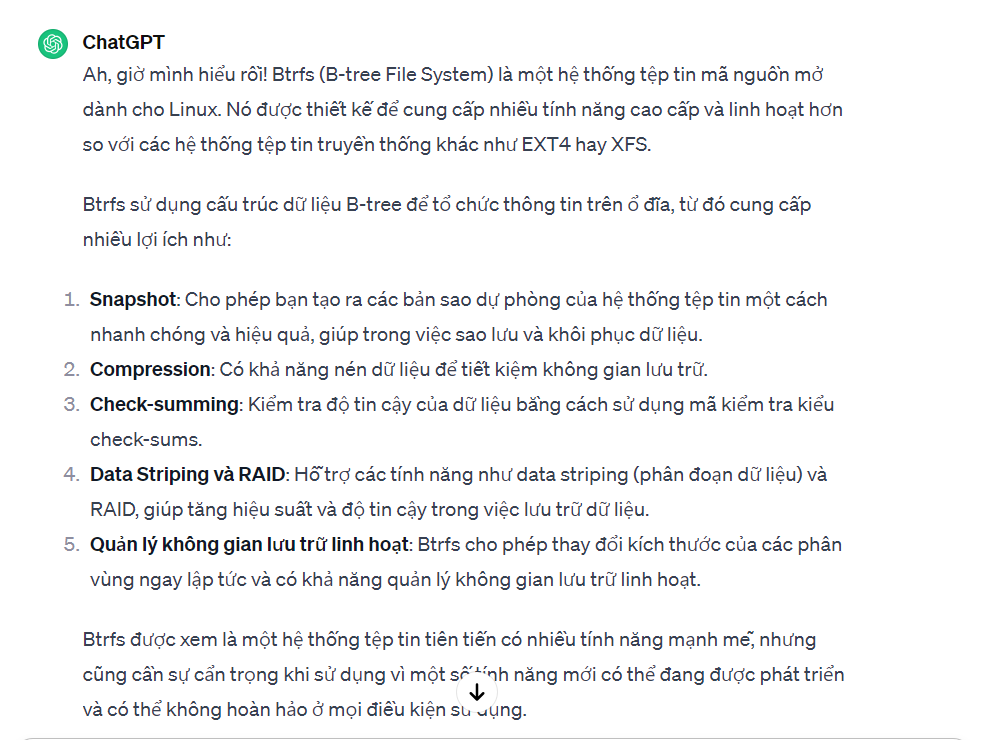 ChatGPT
Ah, giờ mình hiểu rồi! Btrfs (B-tree File System) là một hệ thống tệp tin mã nguồn mở
dành cho Linux. Nó được thiết kế để cung cấp nhiều tính năng cao cấp và linh hoạt hơn
so với các hệ thống tệp tin truyền thống khác như EXT4 hay XFS.
Btrfs sử dụng cấu trúc dữ liệu B-tree để tổ chức thông tin trên ổ đĩa, từ đó cung cấp
nhiều lợi ích như:
1. Snapshot: Cho phép bạn tạo ra các bản sao dự phòng của hệ thống tệp tin một cách
nhanh chóng và hiệu quả, giúp trong việc sao lưu và khôi phục dữ liệu.
2. Compression: Có khả năng nén dữ liệu để tiết kiệm không gian lưu trữ.
3. Check-summing: Kiểm tra độ tin cậy của dữ liệu bằng cách sử dụng mã kiểm tra kiểu
check-sums.
4. Data Striping và RAID: Hỗ trợ các tính năng như data striping (phân đoạn dữ liệu) và
RAID, giúp tăng hiệu suất và độ tin cậy trong việc lưu trữ dữ liệu.
5. Quản lý không gian lưu trữ linh hoạt: Btrfs cho phép thay đổi kích thước của các phân
vùng ngay lập tức và có khả năng quản lý không gian lưu trữ linh hoạt.
Btrfs được xem là một hệ thống tệp tin tiên tiến có nhiều tính năng mạnh mẽ, nhưng
cũng cần sự cẩn trọng khi sử dụng vì một số tính năng mới có thể đang được phát triển
và có thể không hoàn hảo ở mọi điều kiện sử dụng.